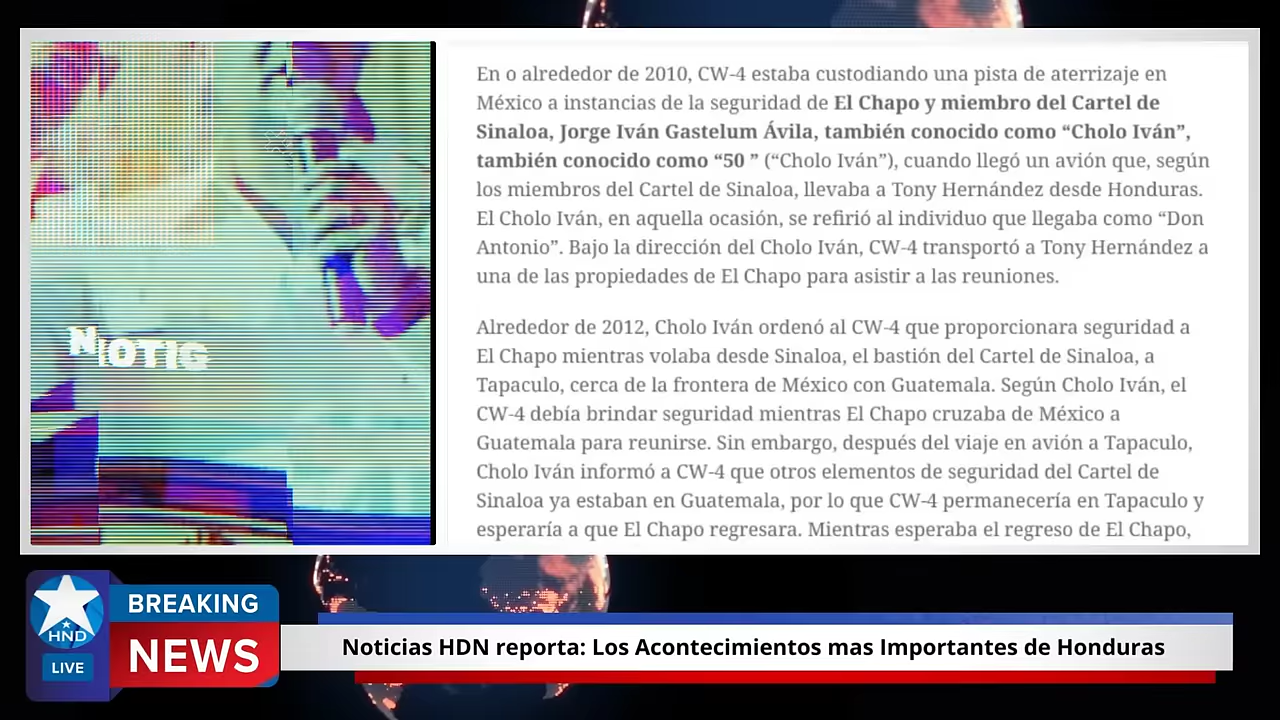 En o alrededor de 2010, CW-4 estaba custodiando una pista de aterrizaje en
México a instancias de la seguridad de El Chapo y miembro del Cartel de
Sinaloa, Jorge Iván Gastelum Ávila, también conocido como “Cholo Iván”,
también conocido como “50 ” (“Cholo Iván”), cuando llegó un avión que, según
los miembros del Cartel de Sinaloa, llevaba a Tony Hernández desde Honduras.
El Cholo Iván, en aquella ocasión, se refirió al individuo que llegaba como “Don
Antonio”. Bajo la dirección del Cholo Iván, CW-4 transportó a Tony Hernández a
una de las propiedades de El Chapo para asistir a las reuniones.
Alrededor de 2012, Cholo Iván ordenó al CW-4 que proporcionara seguridad a
El Chapo mientras volaba desde Sinaloa, el bastión del Cartel de Sinaloa, a
Tapaculo, cerca de la frontera de México con Guatemala. Según Cholo Iván, el
CW-4 debía brindar seguridad mientras El Chapo cruzaba de México a
Guatemala para reunirse. Sin embargo, después del viaje en avión a Tapaculo,
Cholo Iván informó a CW-4 que otros elementos de seguridad del Cartel de
Sinaloa ya estaban en Guatemala, por lo que CW-4 permanecería en Tapaculo y
esperaría a que El Chapo regresara. Mientras esperaba el regreso de El Chapo,
NOTIG
HND
LIVE
BREAKING
NEWS
Noticias HDN reporta: Los Acontecimientos mas Importantes de Honduras